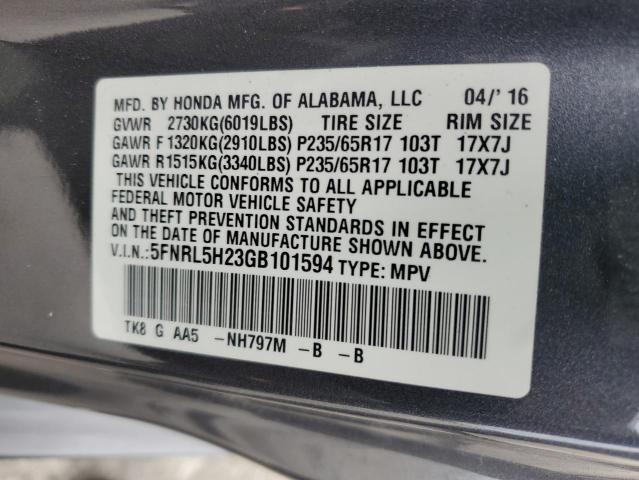 MFD. BY HONDA MFG. OF ALABAMA, LLC 04/' 16
GVWR 2730KG(6019LBS) TIRE SIZE RIM SIZE
GAWR F 1320KG(2910LBS) P235/65R17 103T 17X7J
GAWR R1515KG(3340LBS) P235/65R17 103T 17X7J
THIS VEHICLE CONFORMS TO ALL APPLICABLE
FEDERAL MOTOR VEHICLE SAFETY
AND THEFT PREVENTION STANDARDS IN EFFECT
ON THE DATE OF MANUFACTURE SHOWN ABOVE.
V.I.N.:5FNRL5H23GB101594 TYPE: MPV
TK8 G AA5 -NH797M -B -B